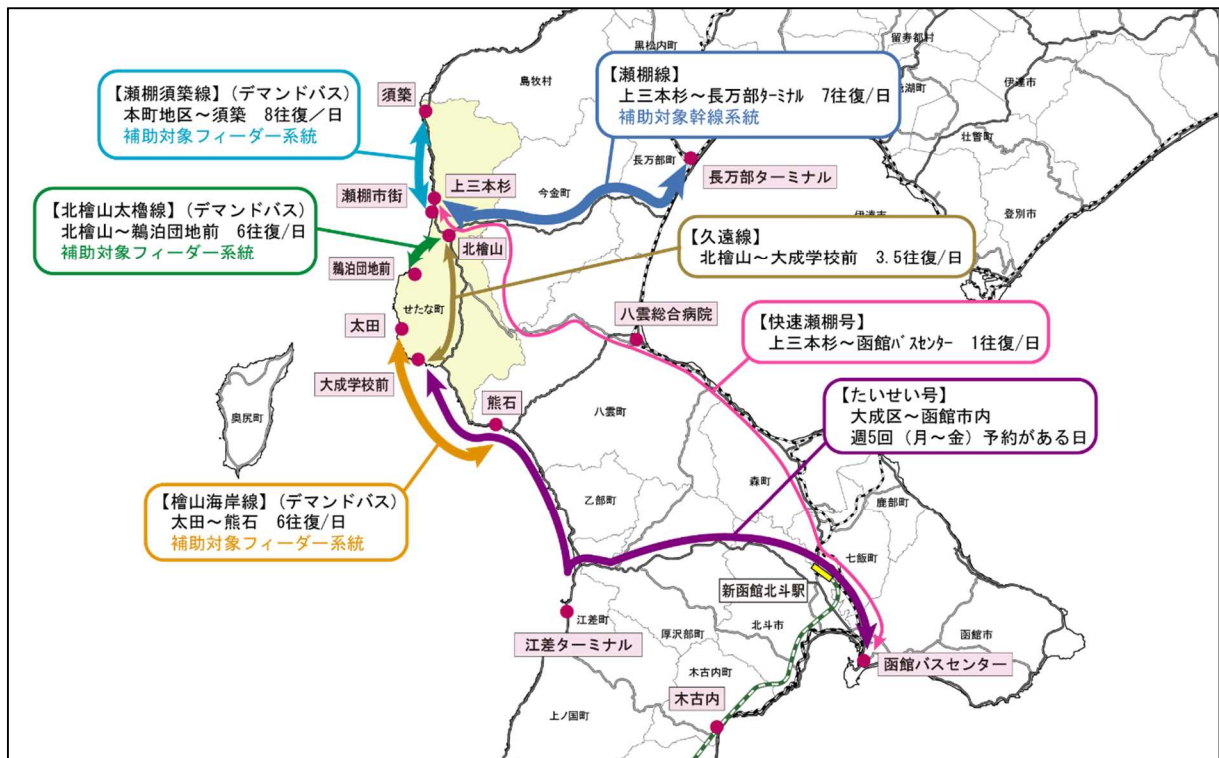 【瀬棚須築線】(デマンドバス)
本町地区～須築 8往復／日
補助対象フィーダー系統
【北檜山太櫓線】(デマンドバス)
北檜山～鵜泊団地前 6往復/日
補助対象フィーダー系統
【瀬棚線】
上三本杉～長万部ﾀｰﾐﾅﾙ 7往復/日
補助対象幹線系統
【久遠線】
北檜山～大成学校前 3.5往復/日
【快速瀬棚号】
上三本杉～函館ﾊﾞｽｾﾝﾀｰ 1往復/日
【たいせい号】
大成区～函館市内
週5回（月～金）予約がある日
【檜山海岸線】(デマンドバス)
太田～熊石 6往復/日
補助対象フィーダー系統
須築
瀬棚市街
上三本杉
北檜山
鵜泊団地前
せたな町
太田
大成学校前
熊石
長万部ターミナル
八雲総合病院
江差ターミナル
新函館北斗駅
函館バスセンター
木古内
黒松内町
島牧村
留寿都村
伊達市
壮瞥町
長万部町
今金町
伊達市
登別市
奥尻町
八雲町
乙部町
森町
鹿部町
七飯町
江差町
厚沢部町
北斗市
函館市
木古内町
上ノ国町